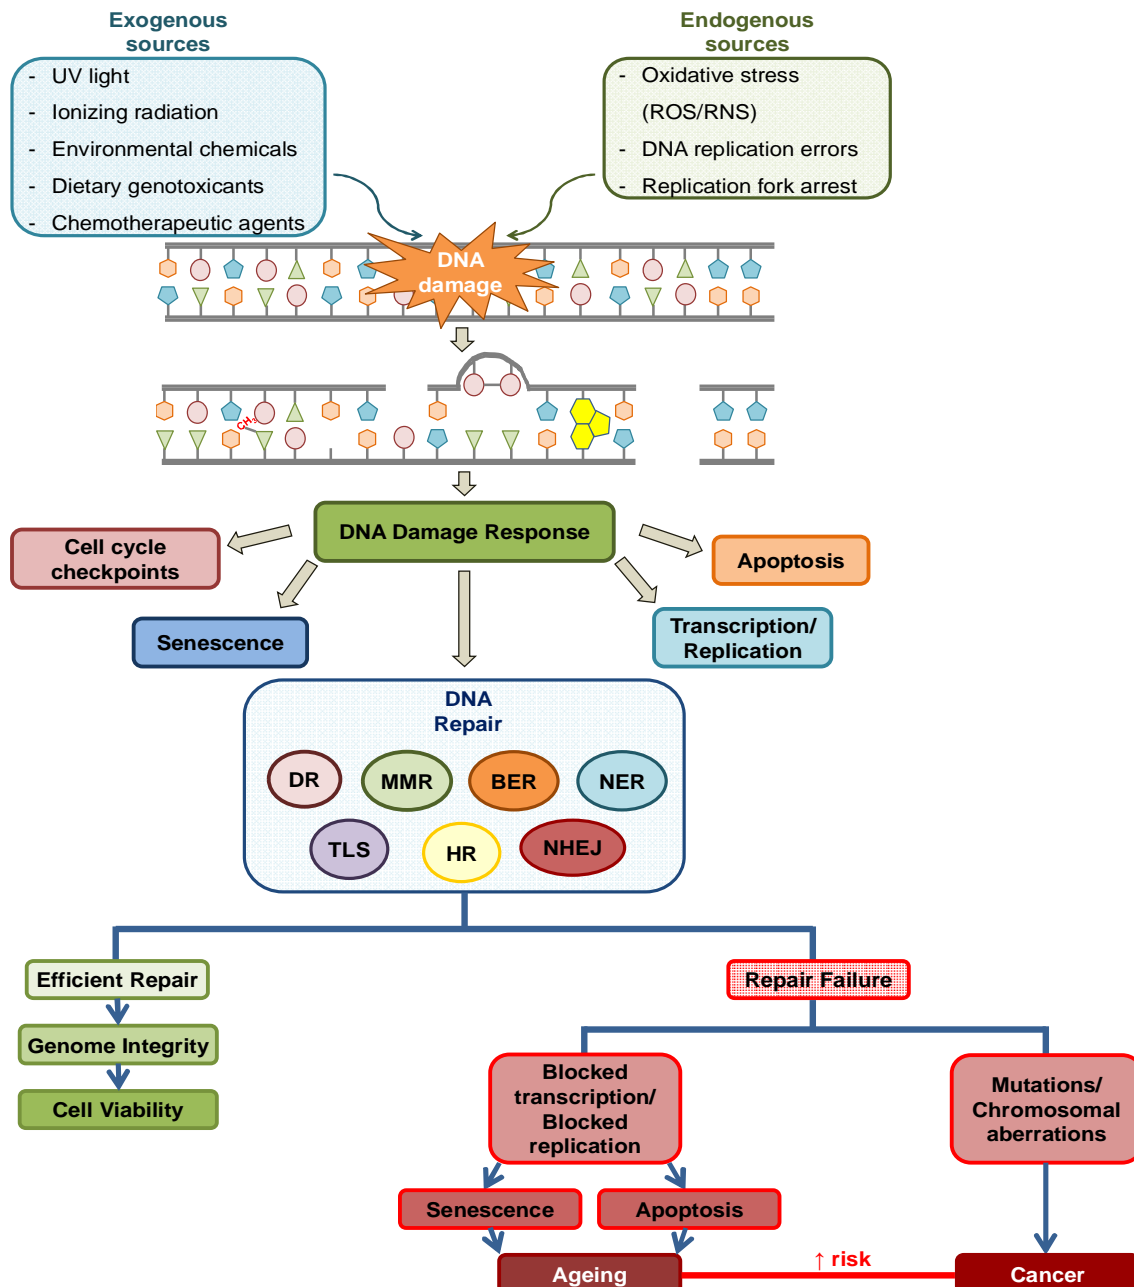 Exogenous
sources
- UV light
- Ionizing radiation
- Environmental chemicals
- Dietary genotoxicants
- Chemotherapeutic agents
Endogenous
sources
- Oxidative stress
(ROS/RNS)
- DNA replication errors
- Replication fork arrest
DNA
damage
CH3
DNA Damage Response
Cell cycle
checkpoints
Apoptosis
Senescence
Transcription/
Replication
DNA
Repair
DR
MMR
BER
NER
TLS
HR
NHEJ
Efficient Repair
Repair Failure
Genome Integrity
Cell Viability
Blocked
transcription/
Blocked
replication
Mutations/
Chromosomal
aberrations
Senescence
Apoptosis
Ageing
↑ risk
Cancer